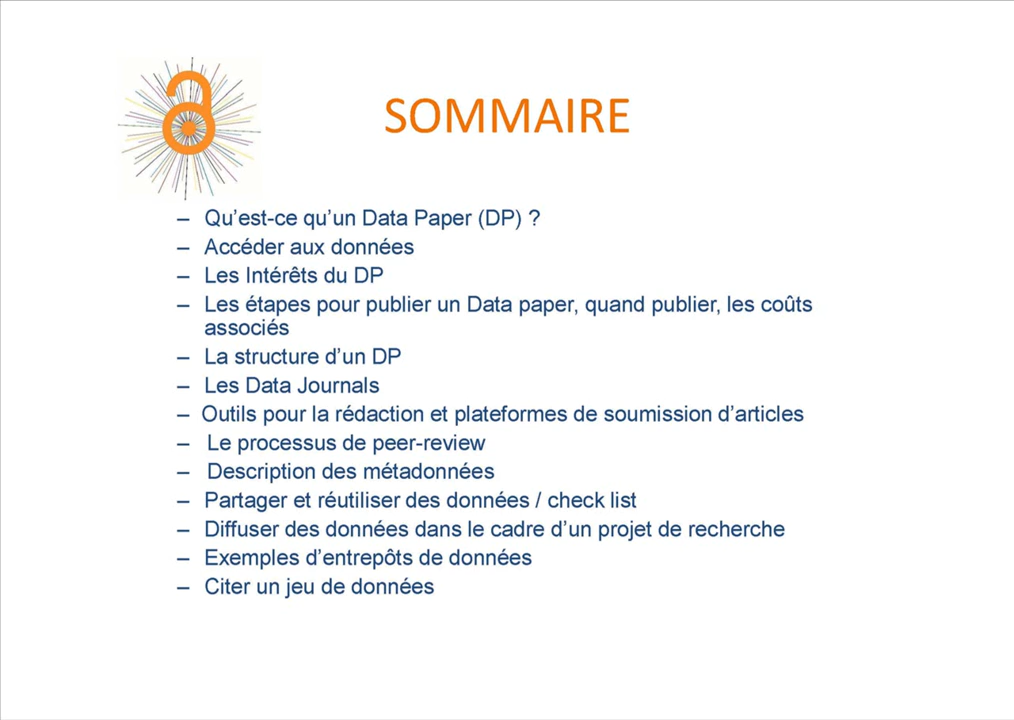 SOMMAIRE
– Qu’est-ce qu’un Data Paper (DP) ?
– Accéder aux données
– Les Intérêts du DP
– Les étapes pour publier un Data paper, quand publier, les coûts
associés
– La structure d’un DP
– Les Data Journals
– Outils pour la rédaction et plateformes de soumission d’articles
– Le processus de peer-review
– Description des métadonnées
– Partager et réutiliser des données / check list
– Diffuser des données dans le cadre d’un projet de recherche
– Exemples d’entrepôts de données
– Citer un jeu de données